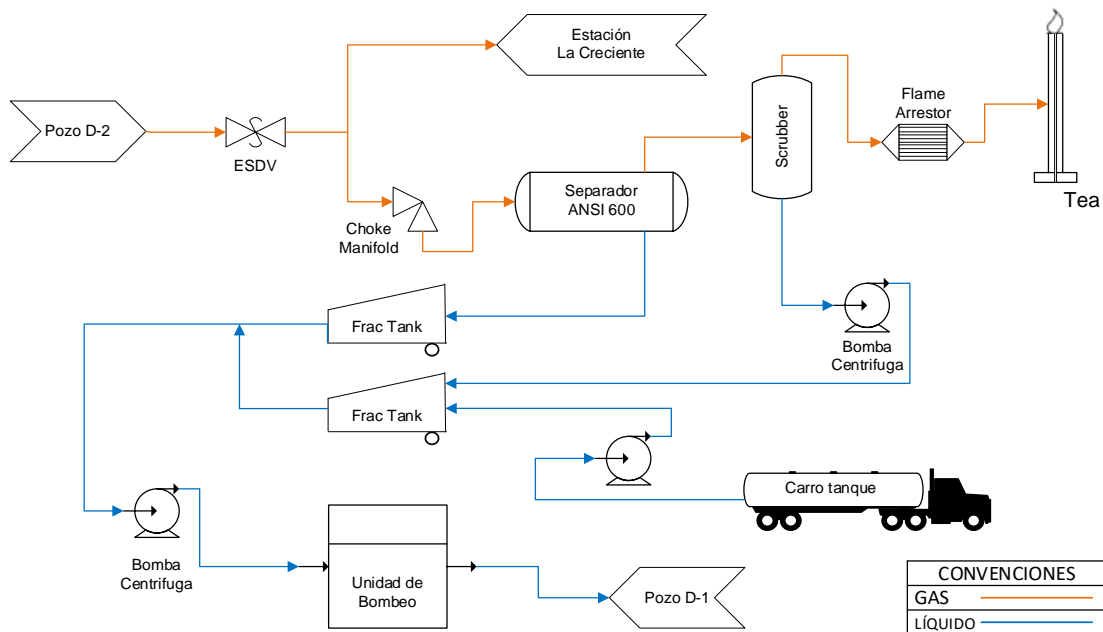 Estación
La Creciente
Pozo D-2
ESDV
Choke
Manifold
Separador
ANSI 600
Scrubber
Flame
Arrestor
Tea
Frac Tank
Bomba
Centrifuga
Frac Tank
Carro tanque
Bomba
Centrifuga
Unidad de
Bombeo
Pozo D-1
CONVENCIONES
GAS
LÍQUIDO